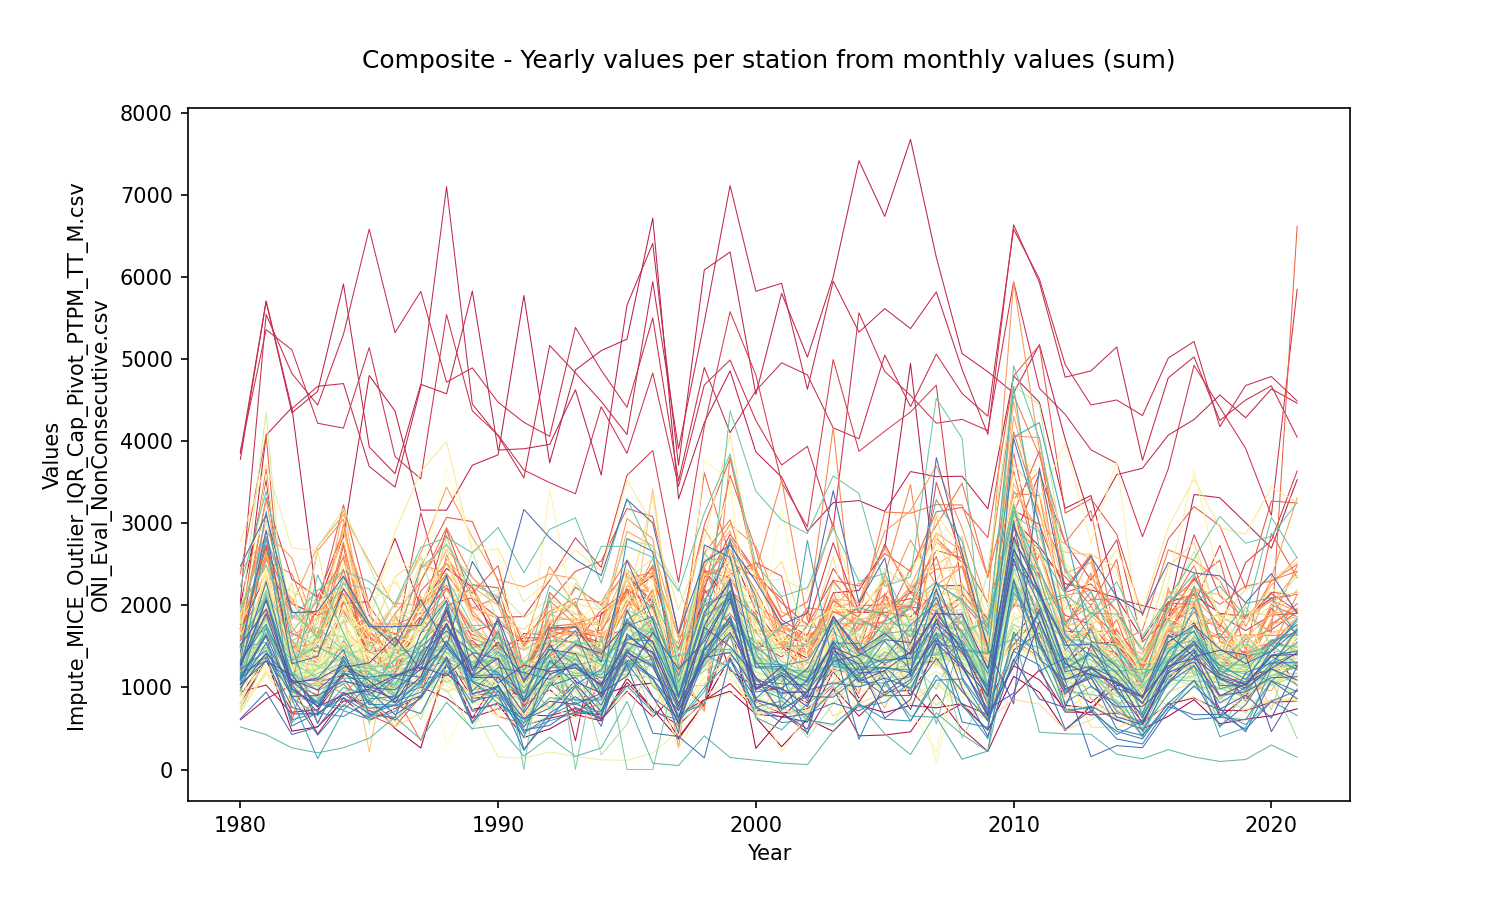 Composite - Yearly values per station from monthly values (sum)
Values
Impute_MICE_Outlier_IQR_Cap_Pivot_PTPM_TT_M.csv
ONI_Eval_NonConsecutive.csv
8000
7000
6000
5000
4000
3000
2000
1000
0
1980
1990
2000
2010
2020
Year